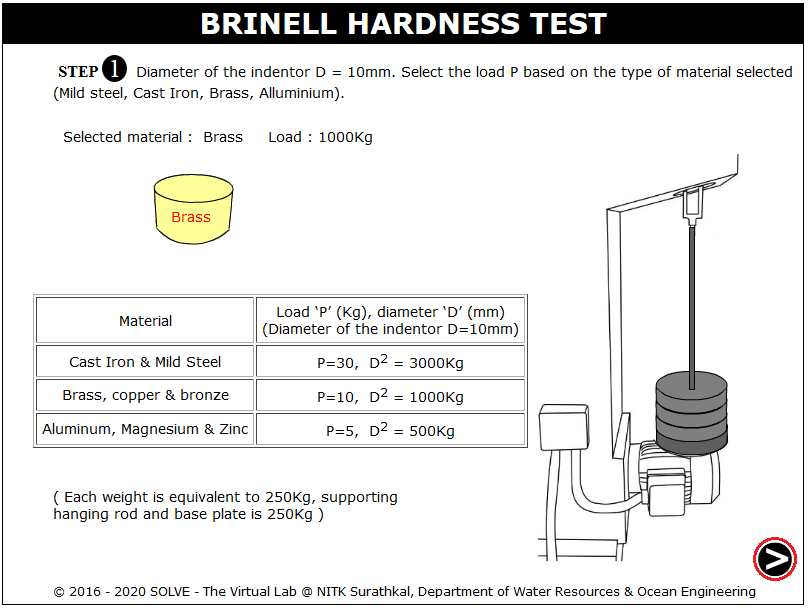 BRINELL HARDNESS TEST
STEP 1 Diameter of the indentor D = 10mm. Select the load P based on the type of material selected
(Mild steel, Cast Iron, Brass, Alluminium).
Selected material : Brass Load : 1000Kg
Brass
Material
Load ‘P’ (Kg), diameter ‘D’ (mm)
(Diameter of the indentor D=10mm)
Cast Iron & Mild Steel
P=30, D² = 3000Kg
Brass, copper & bronze
P=10, D² = 1000Kg
Aluminum, Magnesium & Zinc
P=5, D² = 500Kg
( Each weight is equivalent to 250Kg, supporting
hanging rod and base plate is 250Kg )
© 2016 - 2020 SOLVE - The Virtual Lab @ NITK Surathkal, Department of Water Resources & Ocean Engineering